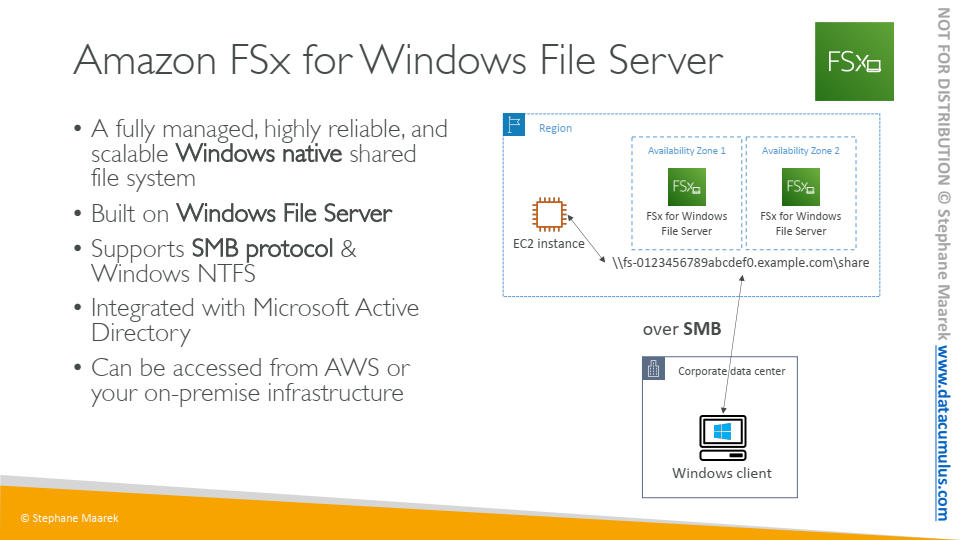 Amazon FSx for Windows File Server
FSx
• A fully managed, highly reliable, and
scalable Windows native shared
file system
• Built on Windows File Server
• Supports SMB protocol &
Windows NTFS
• Integrated with Microsoft Active
Directory
• Can be accessed from AWS or
your on-premise infrastructure
Region
Availability Zone 1
FSx
FSx for Windows
File Server
Availability Zone 2
FSx
FSx for Windows
File Server
EC2 instance
\\fs-0123456789abcdef0.example.com\share
over SMB
Corporate data center
Windows client
© Stephane Maarek
NOT FOR DISTRIBUTION © Stephane Maarek www.datacumulus.com